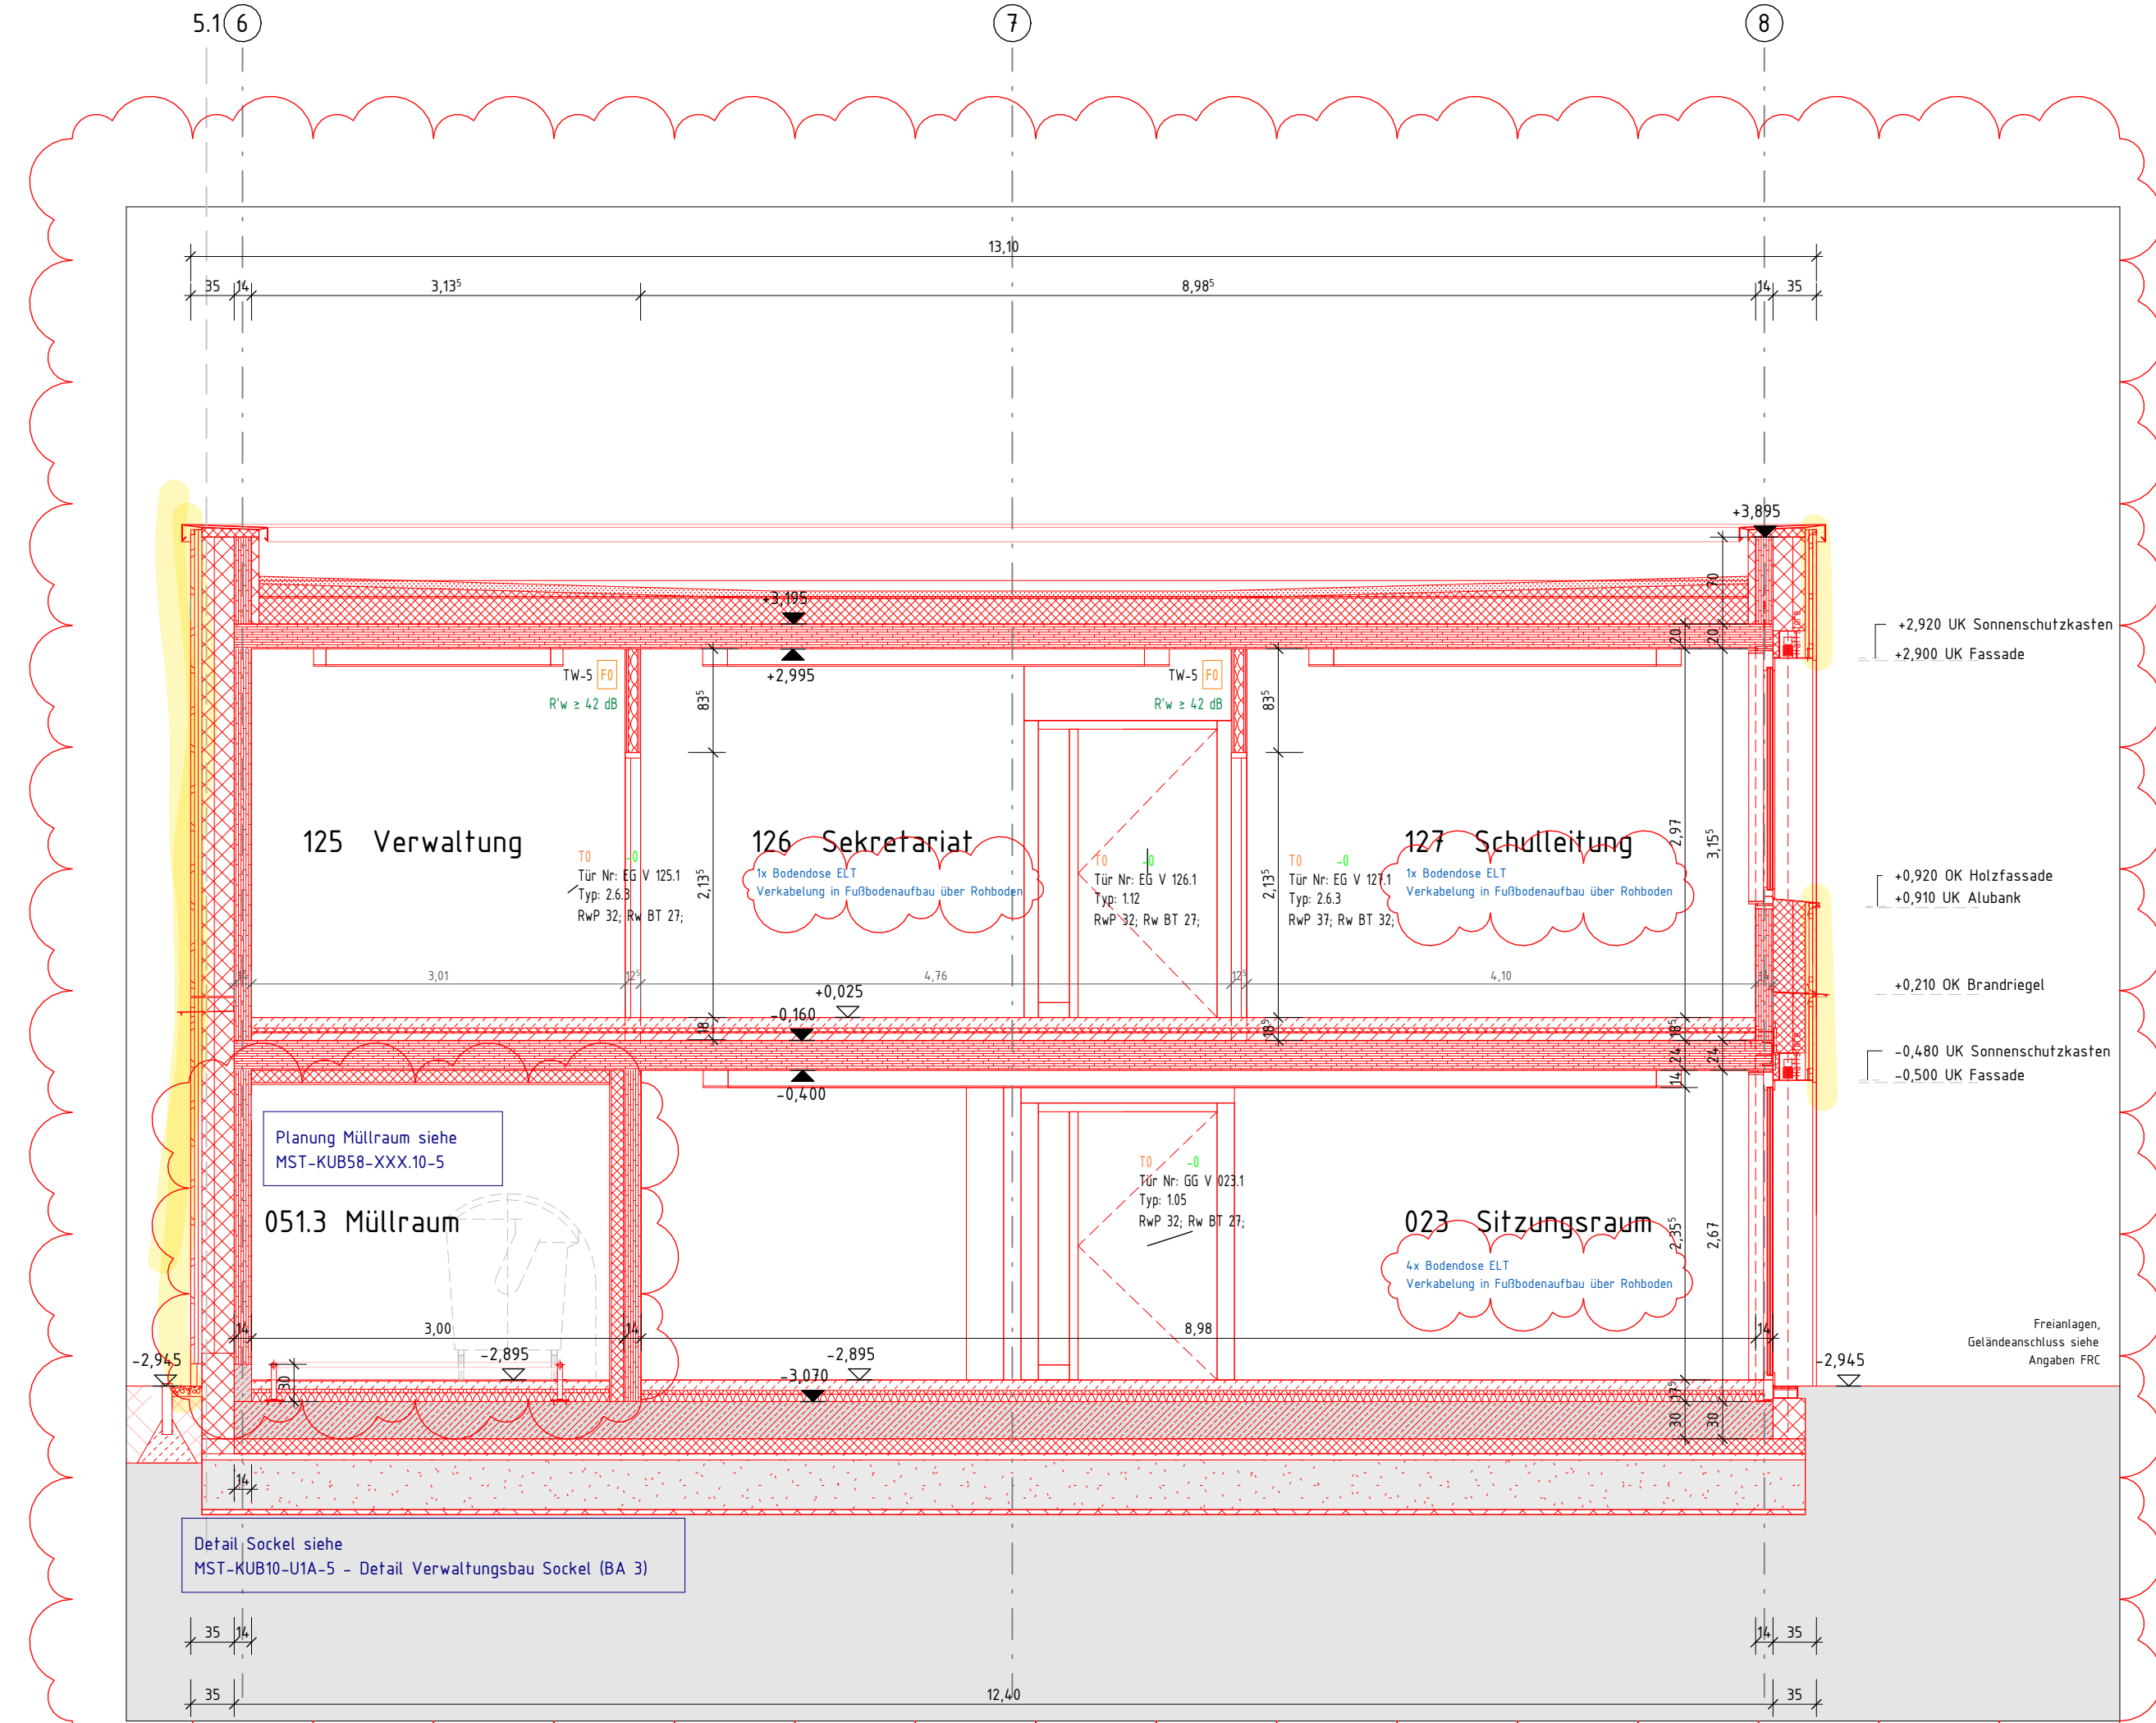 5.1 6 7 8
13,10
35 14 3,13⁵ 8,98⁵ 14 35
+3,895
70
+3,195
20 20
+2,920 UK Sonnenschutzkasten
+2,900 UK Fassade
+2,995
TW-5 F0
R'w ≥ 42 dB
TW-5 F0
R'w ≥ 42 dB
83⁵ 83⁵
125 Verwaltung
126 Sekretariat
127 Schulleitung
2,97
3,15⁵
T0 -0
Tür Nr: EG V 125.1
Typ: 2.6.3
RwP 32; Rw BT 27;
2,13⁵
1x Bodendose ELT
Verkabelung in Fußbodenaufbau über Rohboden
T0 -0
Tür Nr: EG V 126.1
Typ: 1.12
RwP 32; Rw BT 27;
2,13⁵
T0 -0
Tür Nr: EG V 127.1
Typ: 2.6.3
RwP 37; Rw BT 32;
1x Bodendose ELT
Verkabelung in Fußbodenaufbau über Rohboden
+0,920 OK Holzfassade
+0,910 UK Alubank
14 3,01 12⁵ 4,76 12⁵ 4,10 14
+0,210 OK Brandriegel
+0,025
-0,160
18 18⁵ 18⁵
24 24
-0,480 UK Sonnenschutzkasten
-0,500 UK Fassade
14
-0,400
Planung Müllraum siehe
MST-KUB58-XXX.10-5
051.3 Müllraum
T0 -0
Tür Nr: GG V 023.1
Typ: 1.05
RwP 32; Rw BT 27;
023 Sitzungsraum
2,35⁵
2,67
4x Bodendose ELT
Verkabelung in Fußbodenaufbau über Rohboden
14 3,00 14 8,98 14
Freianlagen,
Geländeanschluss siehe
Angaben FRC
-2,945
-2,895
-2,895
-2,945
-3,070
30
17⁵
30 30
14
Detail Sockel siehe
MST-KUB10-U1A-5 - Detail Verwaltungsbau Sockel (BA 3)
35 14 14 35
35 12,40 35